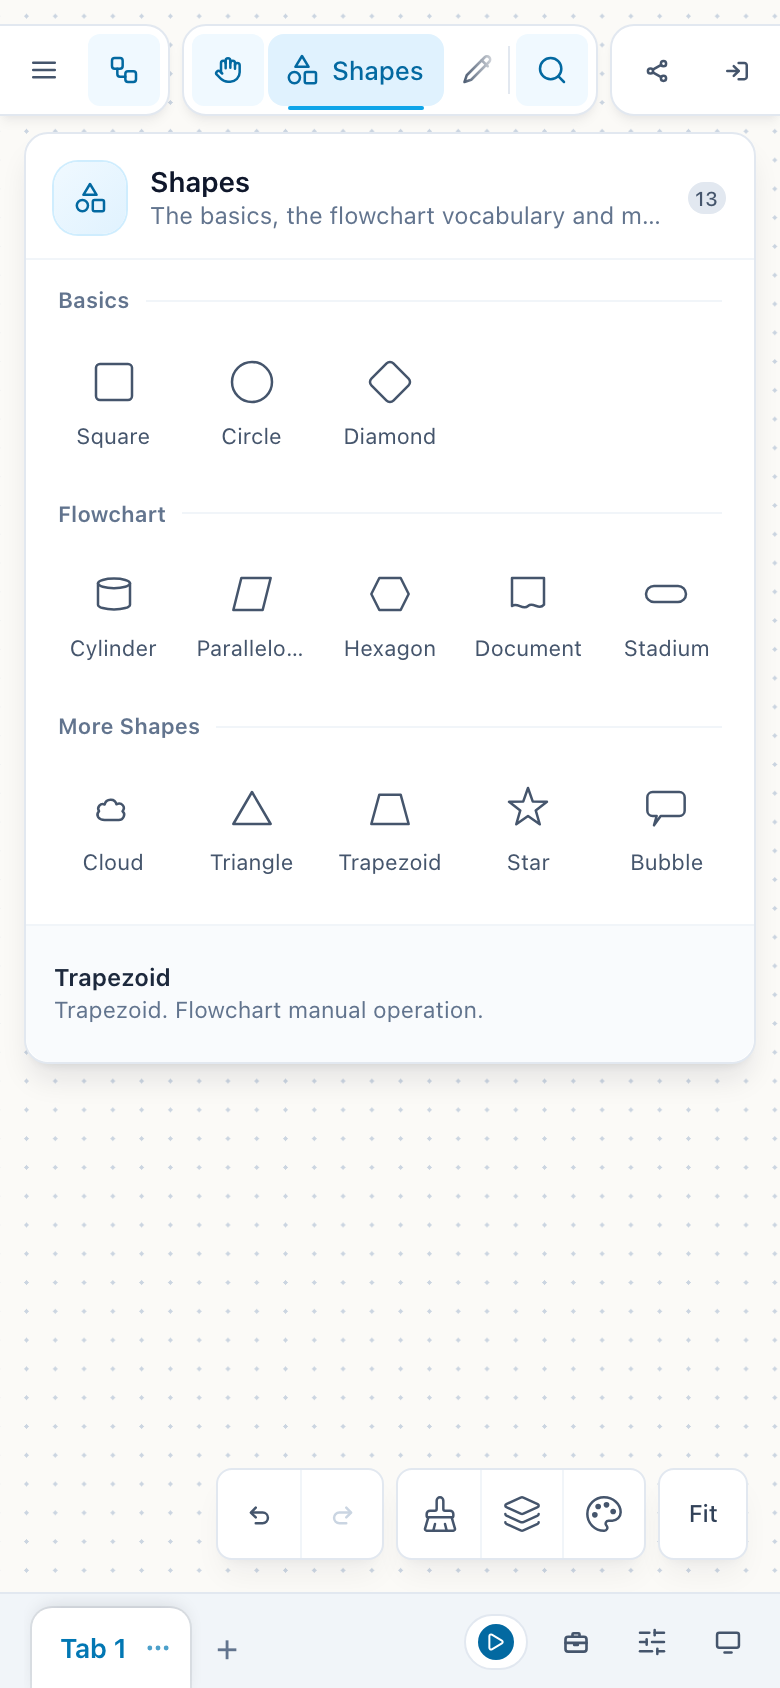 Shapes
Shapes
The basics, the flowchart vocabulary and m...
13
Basics
Square
Circle
Diamond
Flowchart
Cylinder
Parallelo...
Hexagon
Document
Stadium
More Shapes
Cloud
Triangle
Trapezoid
Star
Bubble
Trapezoid
Trapezoid. Flowchart manual operation.
Fit
Tab 1